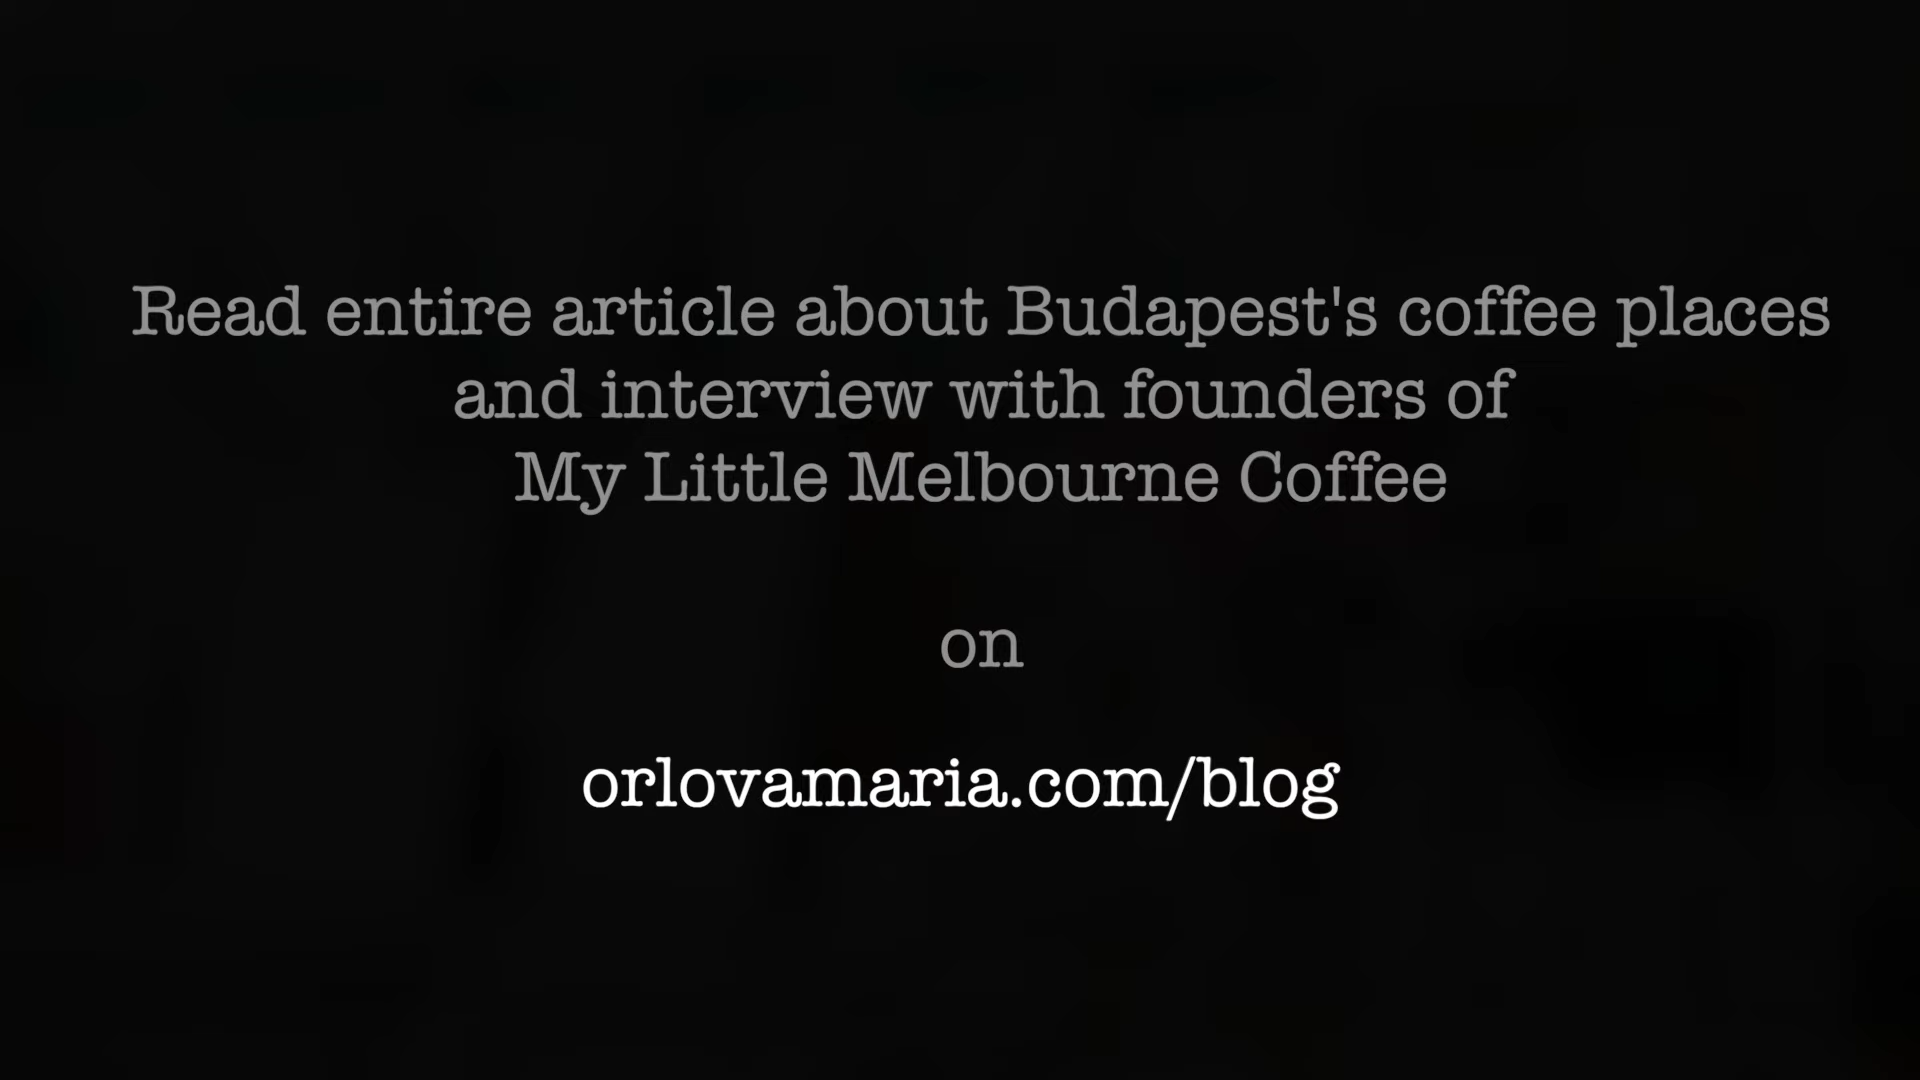 Read entire article about Budapest's coffee places
and interview with founders of
My Little Melbourne Coffee
on
orlovamaria.com/blog